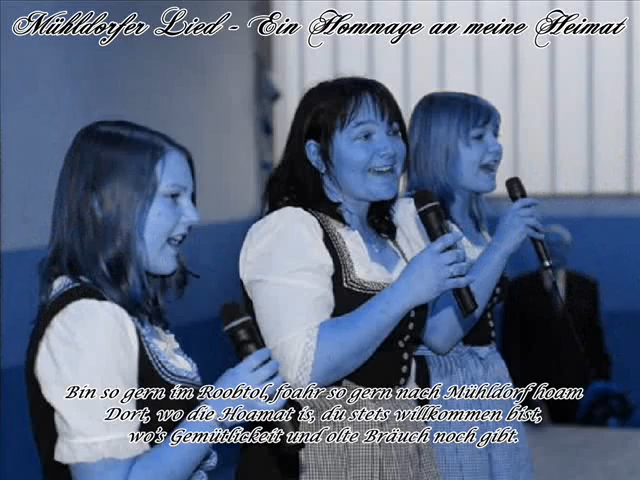 Mühldorfer Lied - Ein Hommage an meine Heimat
Bin so gern im Roobtol, foahr so gern nach Mühldorf hoam
Dort, wo die Hoamat is, du stets willkommen bist,
wo's Gemütlickeit und olte Bräuch noch gibt.